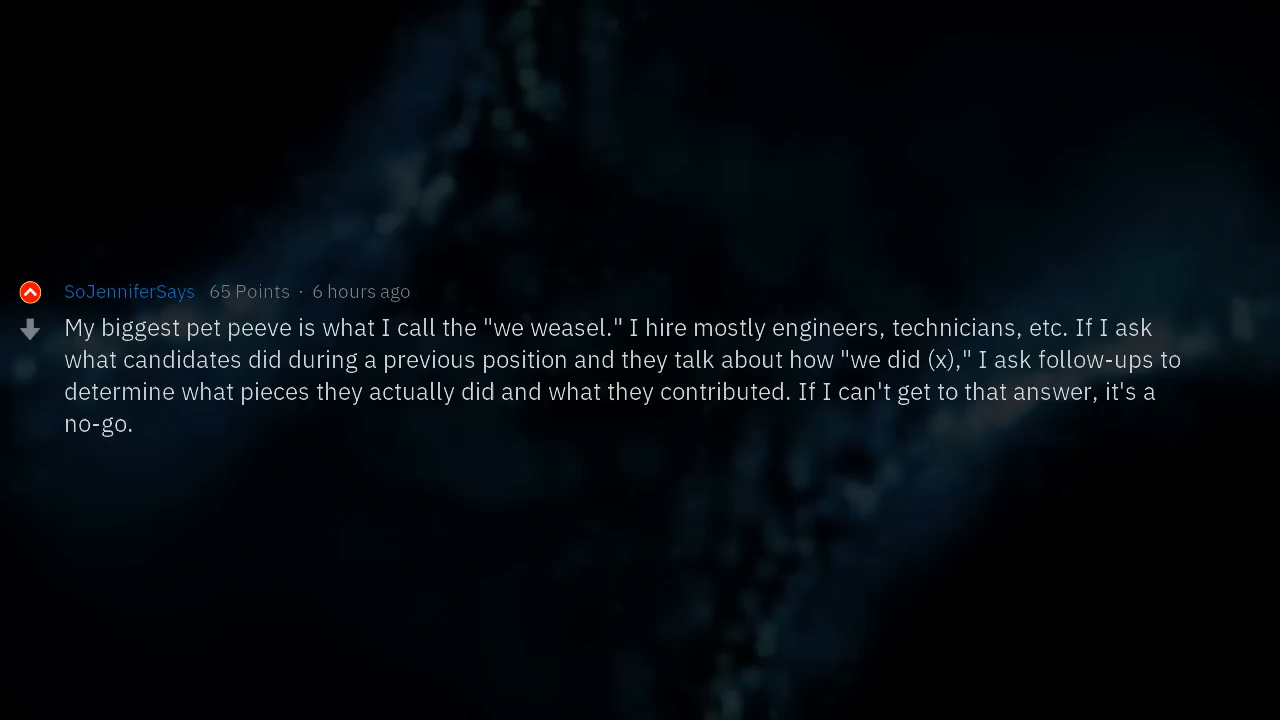 SoJenniferSays 65 Points · 6 hours ago
My biggest pet peeve is what I call the "we weasel." I hire mostly engineers, technicians, etc. If I ask
what candidates did during a previous position and they talk about how "we did (x)," I ask follow-ups to
determine what pieces they actually did and what they contributed. If I can't get to that answer, it's a
no-go.